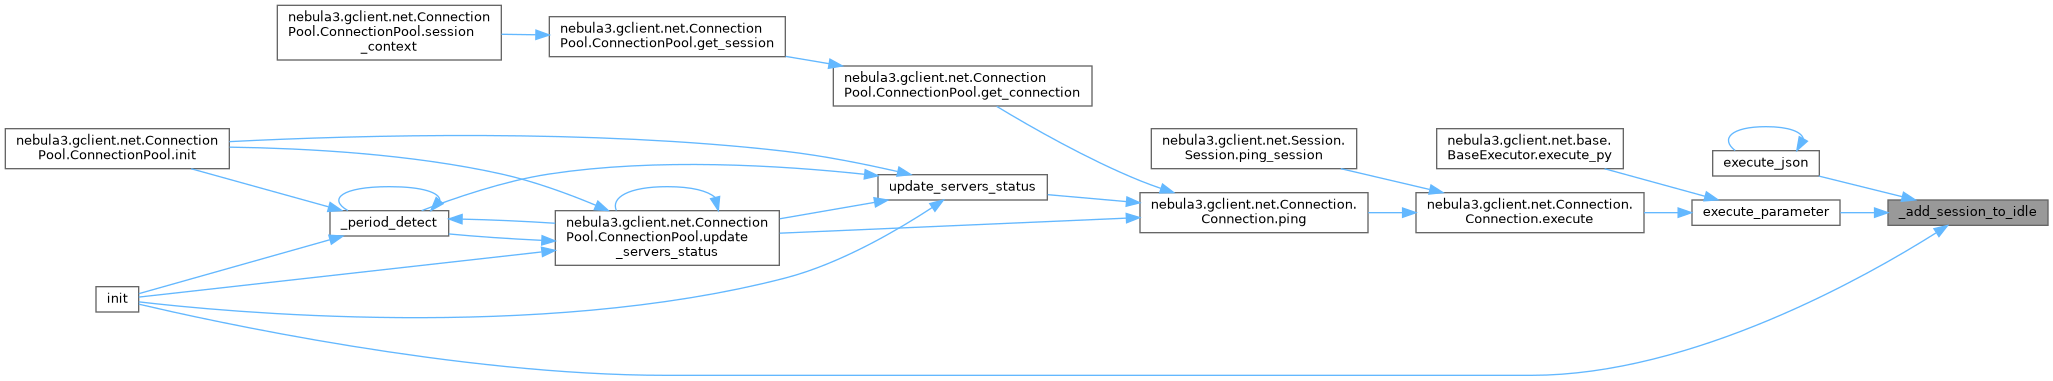 nebula3.gclient.net.Connection
Pool.ConnectionPool.session
_context
nebula3.gclient.net.Connection
Pool.ConnectionPool.get_session
nebula3.gclient.net.Connection
Pool.ConnectionPool.get_connection
nebula3.gclient.net.Connection
Pool.ConnectionPool.init
nebula3.gclient.net.Session.
Session.ping_session
nebula3.gclient.net.base.
BaseExecutor.execute_py
execute_json
update_servers_status
_period_detect
nebula3.gclient.net.Connection
Pool.ConnectionPool.update
_servers_status
nebula3.gclient.net.Connection.
Connection.ping
nebula3.gclient.net.Connection.
Connection.execute
execute_parameter
_add_session_to_idle
init